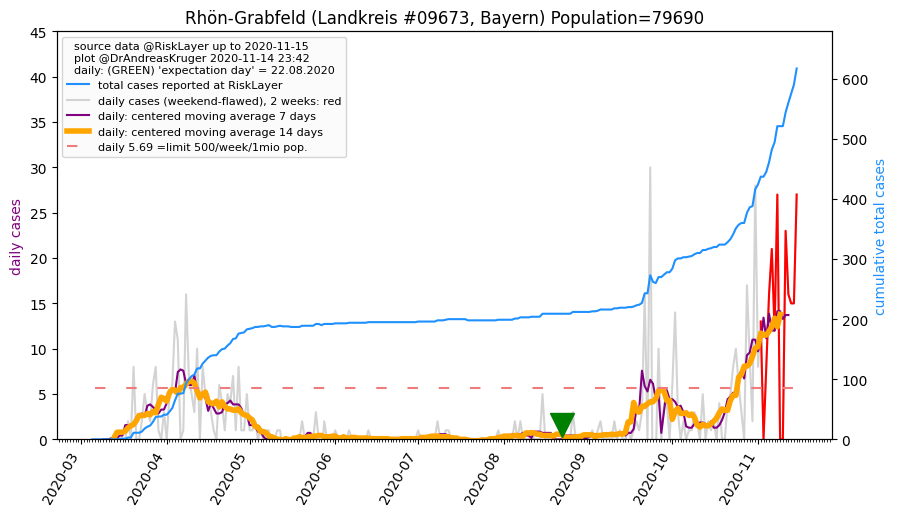 Rhön-Grabfeld (Landkreis #09673, Bayern) Population=79690
source data @RiskLayer up to 2020-11-15
plot @DrAndreasKruger 2020-11-14 23:42
daily: (GREEN) 'expectation day' = 22.08.2020
total cases reported at RiskLayer
daily cases (weekend-flawed), 2 weeks: red
daily: centered moving average 7 days
daily: centered moving average 14 days
daily 5.69 =limit 500/week/1mio pop.
daily cases
45
40
35
30
25
20
15
10
5
0
cumulative total cases
600
500
400
300
200
100
0
2020-03
2020-04
2020-05
2020-06
2020-07
2020-08
2020-09
2020-10
2020-11